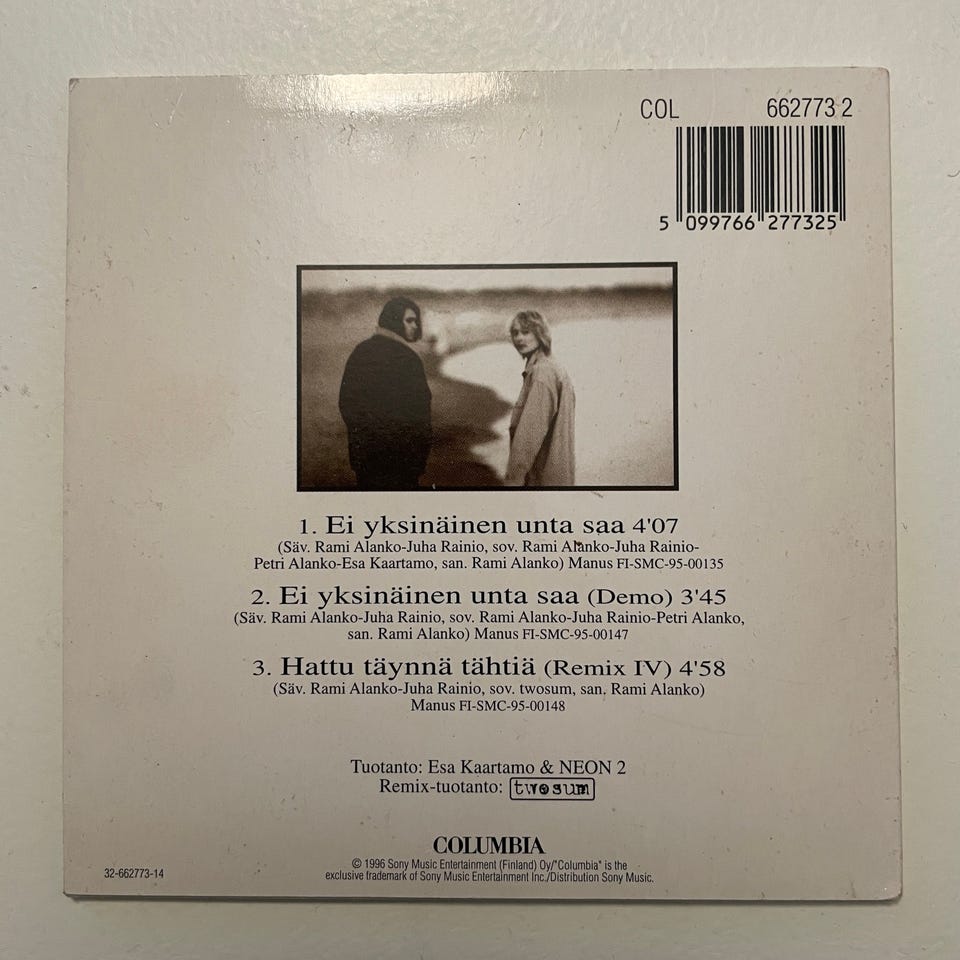 COL 662773 2
5 099766 277325
1. Ei yksinäinen unta saa 4'07
(Säv. Rami Alanko-Juha Rainio, sov. Rami Alanko-Juha Rainio-
Petri Alanko-Esa Kaartamo, san. Rami Alanko) Manus FI-SMC-95-00135
2. Ei yksinäinen unta saa (Demo) 3'45
(Säv. Rami Alanko-Juha Rainio, sov. Rami Alanko-Juha Rainio-Petri Alanko,
san. Rami Alanko) Manus FI-SMC-95-00147
3. Hattu täynnä tähtiä (Remix IV) 4'58
(Säv. Rami Alanko-Juha Rainio, sov. twosum, san. Rami Alanko)
Manus FI-SMC-95-00148
Tuotanto: Esa Kaartamo & NEON 2
Remix-tuotanto: twosum
COLUMBIA
© 1996 Sony Music Entertainment (Finland) Oy/"Columbia" is the
exclusive trademark of Sony Music Entertainment Inc./Distribution Sony Music.
32-662773-14